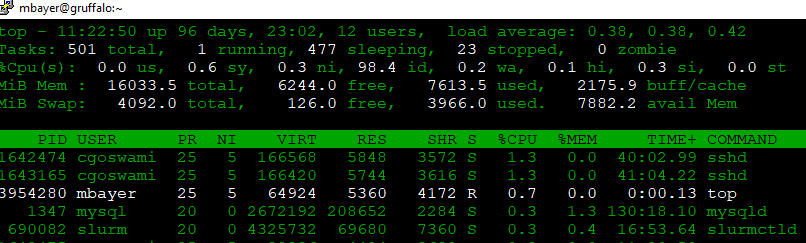 mbayer@gruffalo:~
top - 11:22:50 up 96 days, 23:02, 12 users,  load average: 0.38, 0.38, 0.42
Tasks: 501 total,   1 running, 477 sleeping,  23 stopped,   0 zombie
%Cpu(s):  0.0 us,  0.6 sy,  0.3 ni, 98.4 id,  0.2 wa,  0.1 hi,  0.3 si,  0.0 st
MiB Mem :  16033.5 total,   6244.0 free,   7613.5 used,   2175.9 buff/cache
MiB Swap:   4092.0 total,    126.0 free,   3966.0 used.   7882.2 avail Mem
PID USER PR NI VIRT RES SHR S %CPU %MEM TIME+ COMMAND
1642474 cgoswami 25 5 166568 5848 3572 S 1.3 0.0 40:02.99 sshd
1643165 cgoswami 25 5 166420 5744 3616 S 1.3 0.0 41:04.22 sshd
3954280 mbayer 25 5 64924 5360 4172 R 0.7 0.0 0:00.13 top
1347 mysql 20 0 2672192 208652 2284 S 0.3 1.3 130:18.10 mysqld
690082 slurm 20 0 4325732 69680 7360 S 0.3 0.4 16:53.64 slurmctld